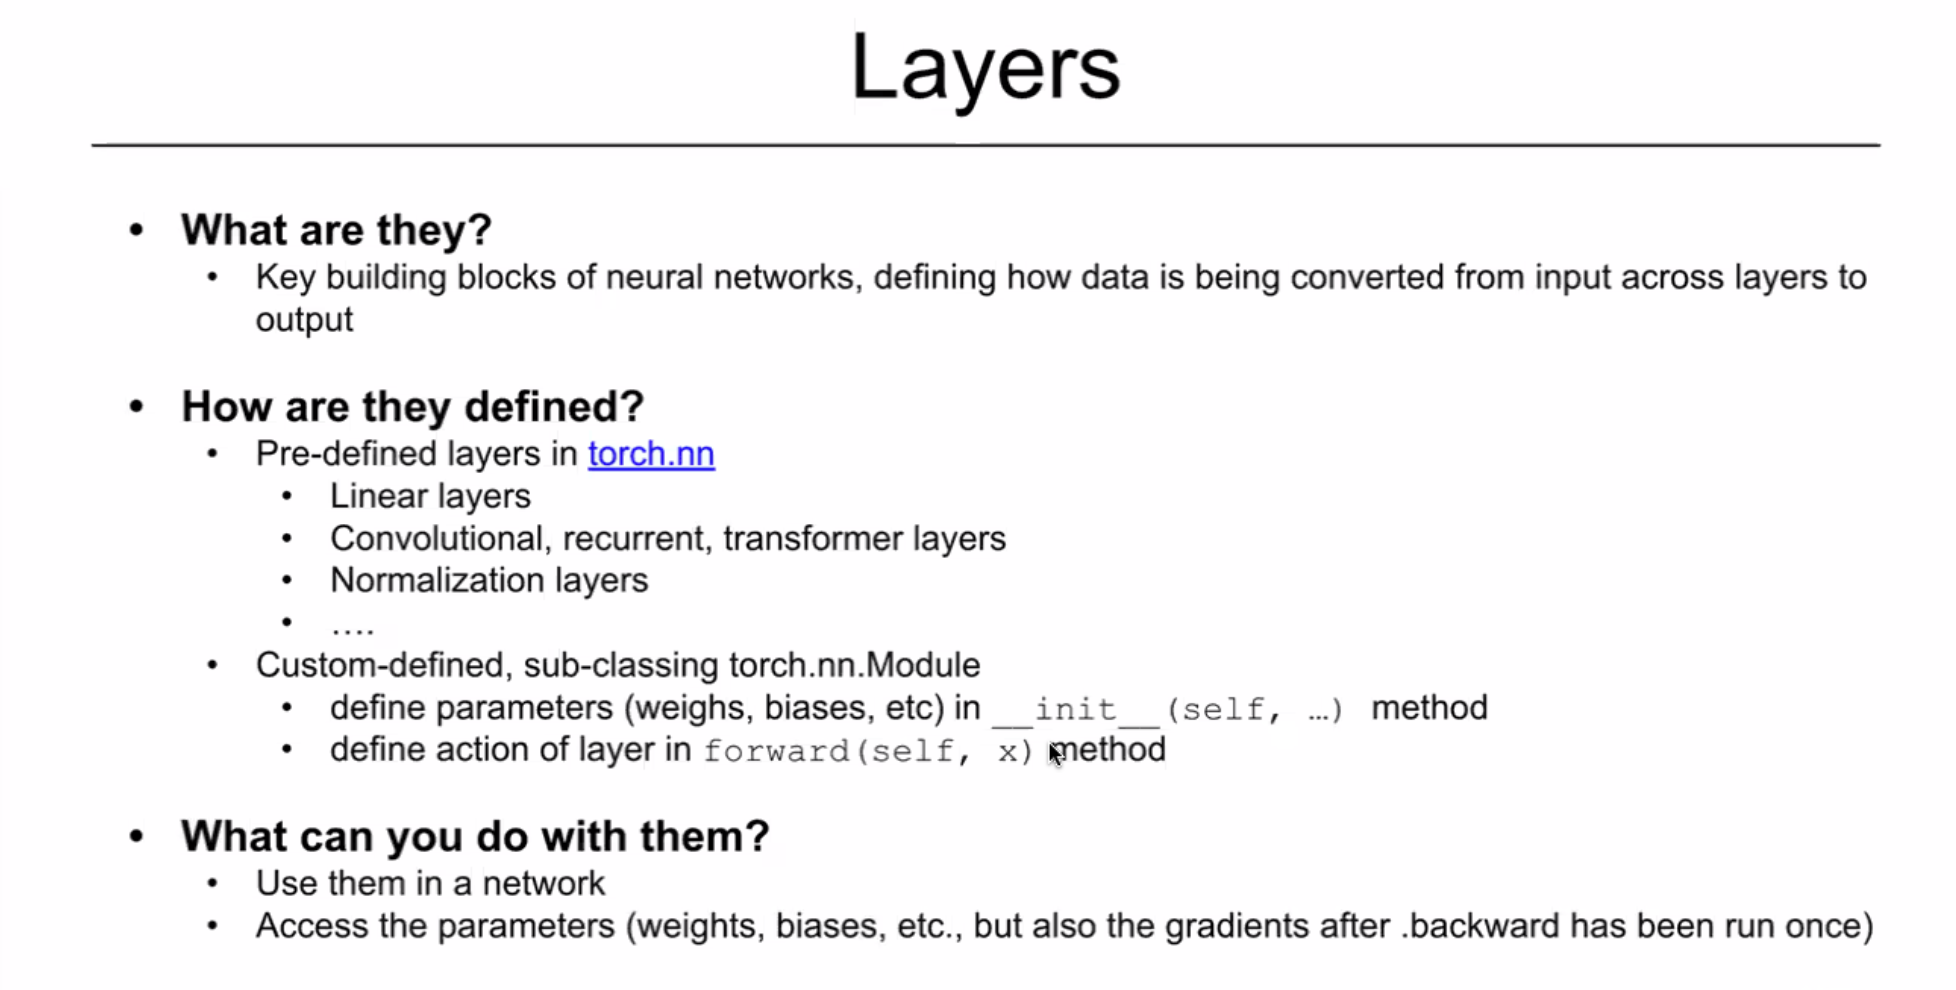 Layers
• What are they?
• Key building blocks of neural networks, defining how data is being converted from input across layers to
output
• How are they defined?
• Pre-defined layers in torch.nn
• Linear layers
• Convolutional, recurrent, transformer layers
• Normalization layers
• ....
• Custom-defined, sub-classing torch.nn.Module
• define parameters (weighs, biases, etc) in __init__(self, …) method
• define action of layer in forward(self, x) method
• What can you do with them?
• Use them in a network
• Access the parameters (weights, biases, etc., but also the gradients after .backward has been run once)